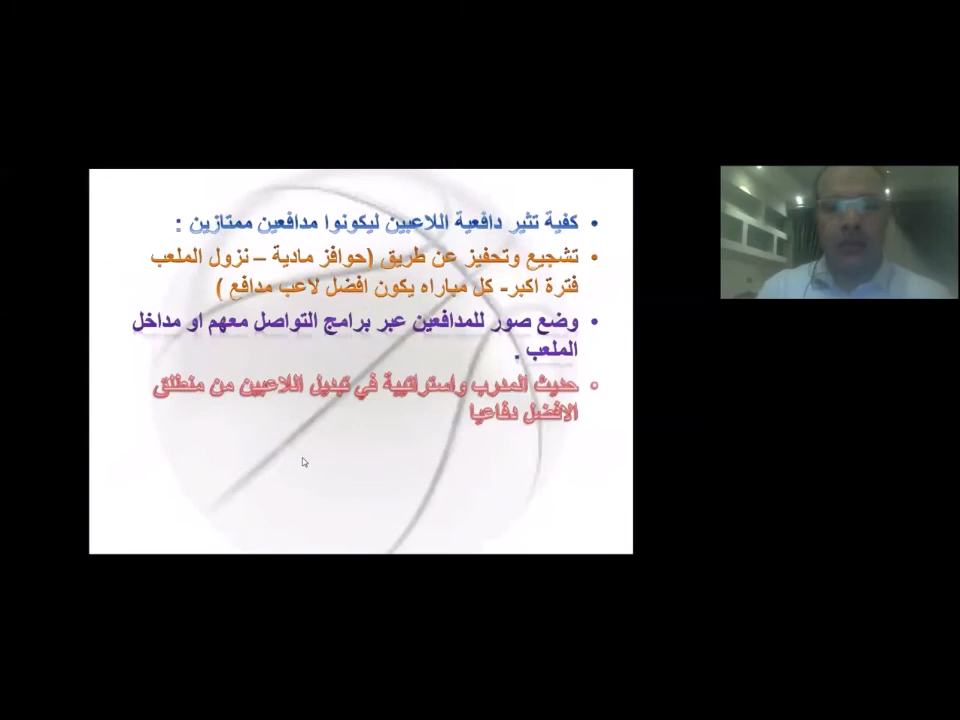 كفية تثير دافعية اللاعبين ليكونوا مدافعين ممتازين :
تشجيع وتحفيز عن طريق (حوافز مادية – نزول الملعب
فترة اكبر- كل مباراه يكون افضل لاعب مدافع )
وضع صور للمدافعين عبر برامج التواصل معهم او مداخل
الملعب .
حديث المدرب واستراتيية في تبديل اللاعبين من منطلق
الافضل دفاعيا